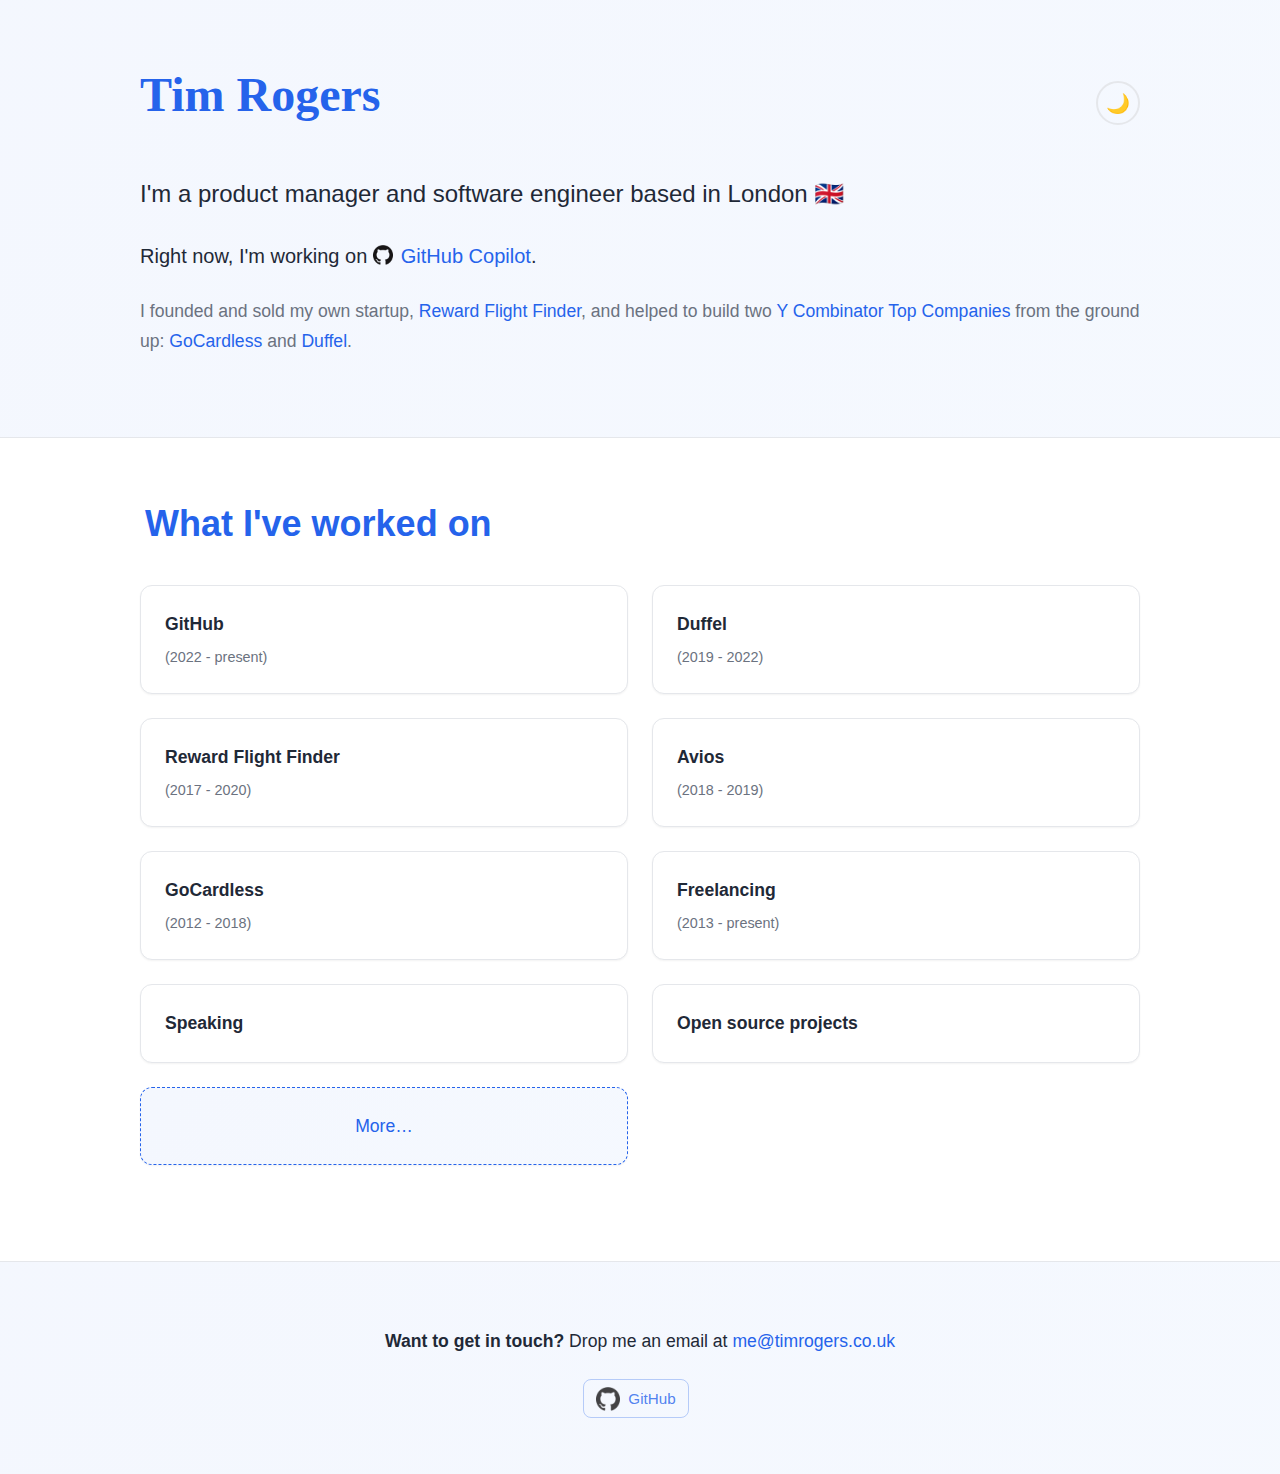 Tim Rogers
I'm a product manager and software engineer based in London 🇬🇧
Right now, I'm working on GitHub Copilot.
I founded and sold my own startup, Reward Flight Finder, and helped to build two Y Combinator Top Companies from the ground
up: GoCardless and Duffel.
What I've worked on
GitHub
(2022 - present)
Duffel
(2019 - 2022)
Reward Flight Finder
(2017 - 2020)
Avios
(2018 - 2019)
GoCardless
(2012 - 2018)
Freelancing
(2013 - present)
Speaking
Open source projects
More…
Want to get in touch? Drop me an email at me@timrogers.co.uk
GitHub